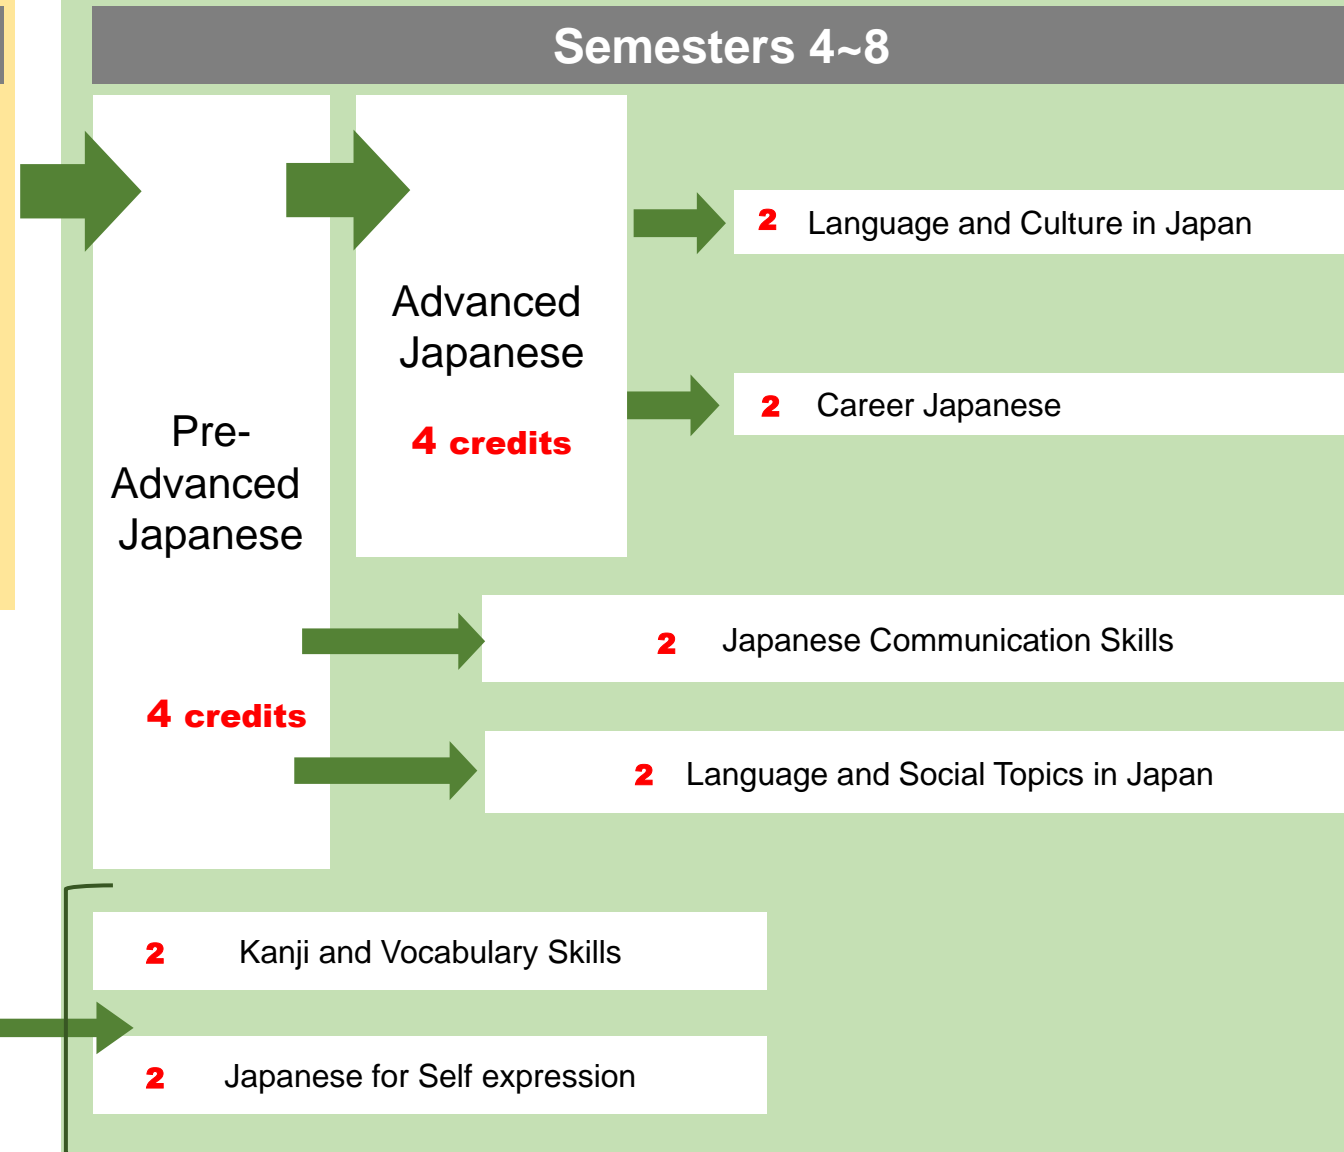 Semesters 4~8
Pre-
Advanced
Japanese
4 credits
Advanced
Japanese
4 credits
2 Language and Culture in Japan
2 Career Japanese
2 Japanese Communication Skills
2 Language and Social Topics in Japan
2 Kanji and Vocabulary Skills
2 Japanese for Self expression